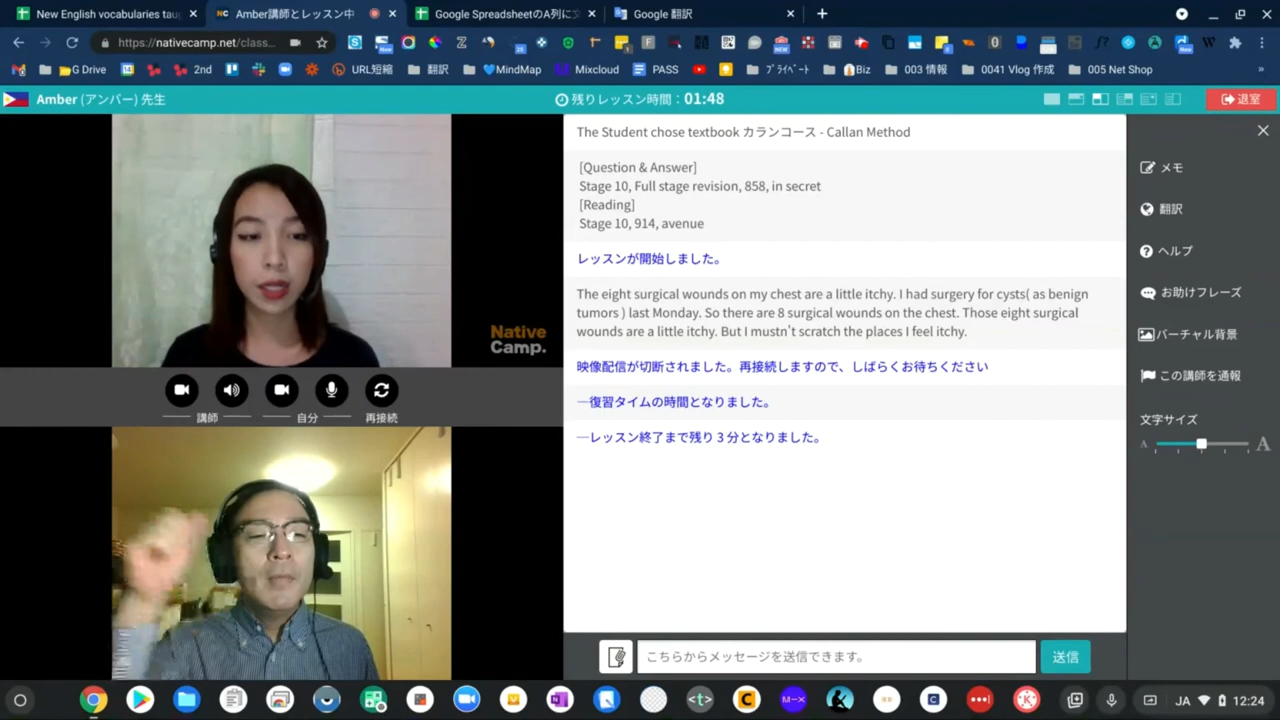 New English vocabularies taug
Amber講師とレッスン中
Google SpreadsheetのA列に文
Google 翻訳
https://nativecamp.net/class...
G Drive
2nd
URL短縮
翻訳
MindMap
Mixcloud
PASS
プライベート
Biz
003 情報
0041 Vlog 作成
005 Net Shop
Amber (アンバー) 先生
残りレッスン時間：01:48
退室
The Student chose textbook カランコース - Callan Method
[Question & Answer]
Stage 10, Full stage revision, 858, in secret
[Reading]
Stage 10, 914, avenue
レッスンが開始しました。
The eight surgical wounds on my chest are a little itchy. I had surgery for cysts( as benign
tumors ) last Monday. So there are 8 surgical wounds on the chest. Those eight surgical
wounds are a little itchy. But I mustn't scratch the places I feel itchy.
映像配信が切断されました。再接続しますので、しばらくお待ちください
―復習タイムの時間となりました。
―レッスン終了まで残り３分となりました。
Native
Camp.
講師
自分
再接続
メモ
翻訳
ヘルプ
お助けフレーズ
バーチャル背景
この講師を通報
文字サイズ
A
A
こちらからメッセージを送信できます。
送信
JA
12:24